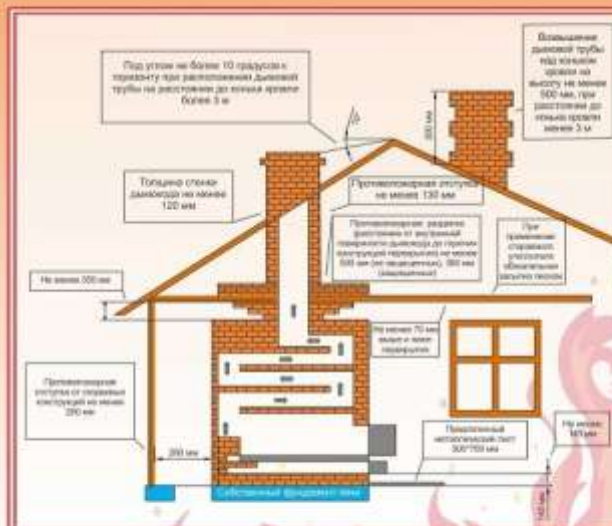 Под углом не более 10 градусов к
горизонту при расположении дымовой
трубы на расстоянии до конька кровли
более 3 м
Возвышение
дымовой трубы
над коньком
кровли на
высоту не менее
500 мм, при
расстоянии до
конька кровли
менее 3 м
500 мм
Толщина стенки
дымохода не менее
120 мм
Противопожарная отступка
не менее 130 мм
Противопожарная разделка
(расстояние от внутренней
поверхности дымохода до горючих
конструкций перекрытия) не менее
500 мм (не защищенных), 380 мм
(защищенных)
При
применении
сгораемого
утеплителя
обязательная
засыпка песком
Не менее 350 мм
Не менее 70 мм
выше и ниже
перекрытия
Противопожарная
отступка от сгораемых
конструкций не менее
260 мм
260 мм
Предтопочный
металлический лист
500*700 мм
Не менее
140 мм
Собственный фундамент печи